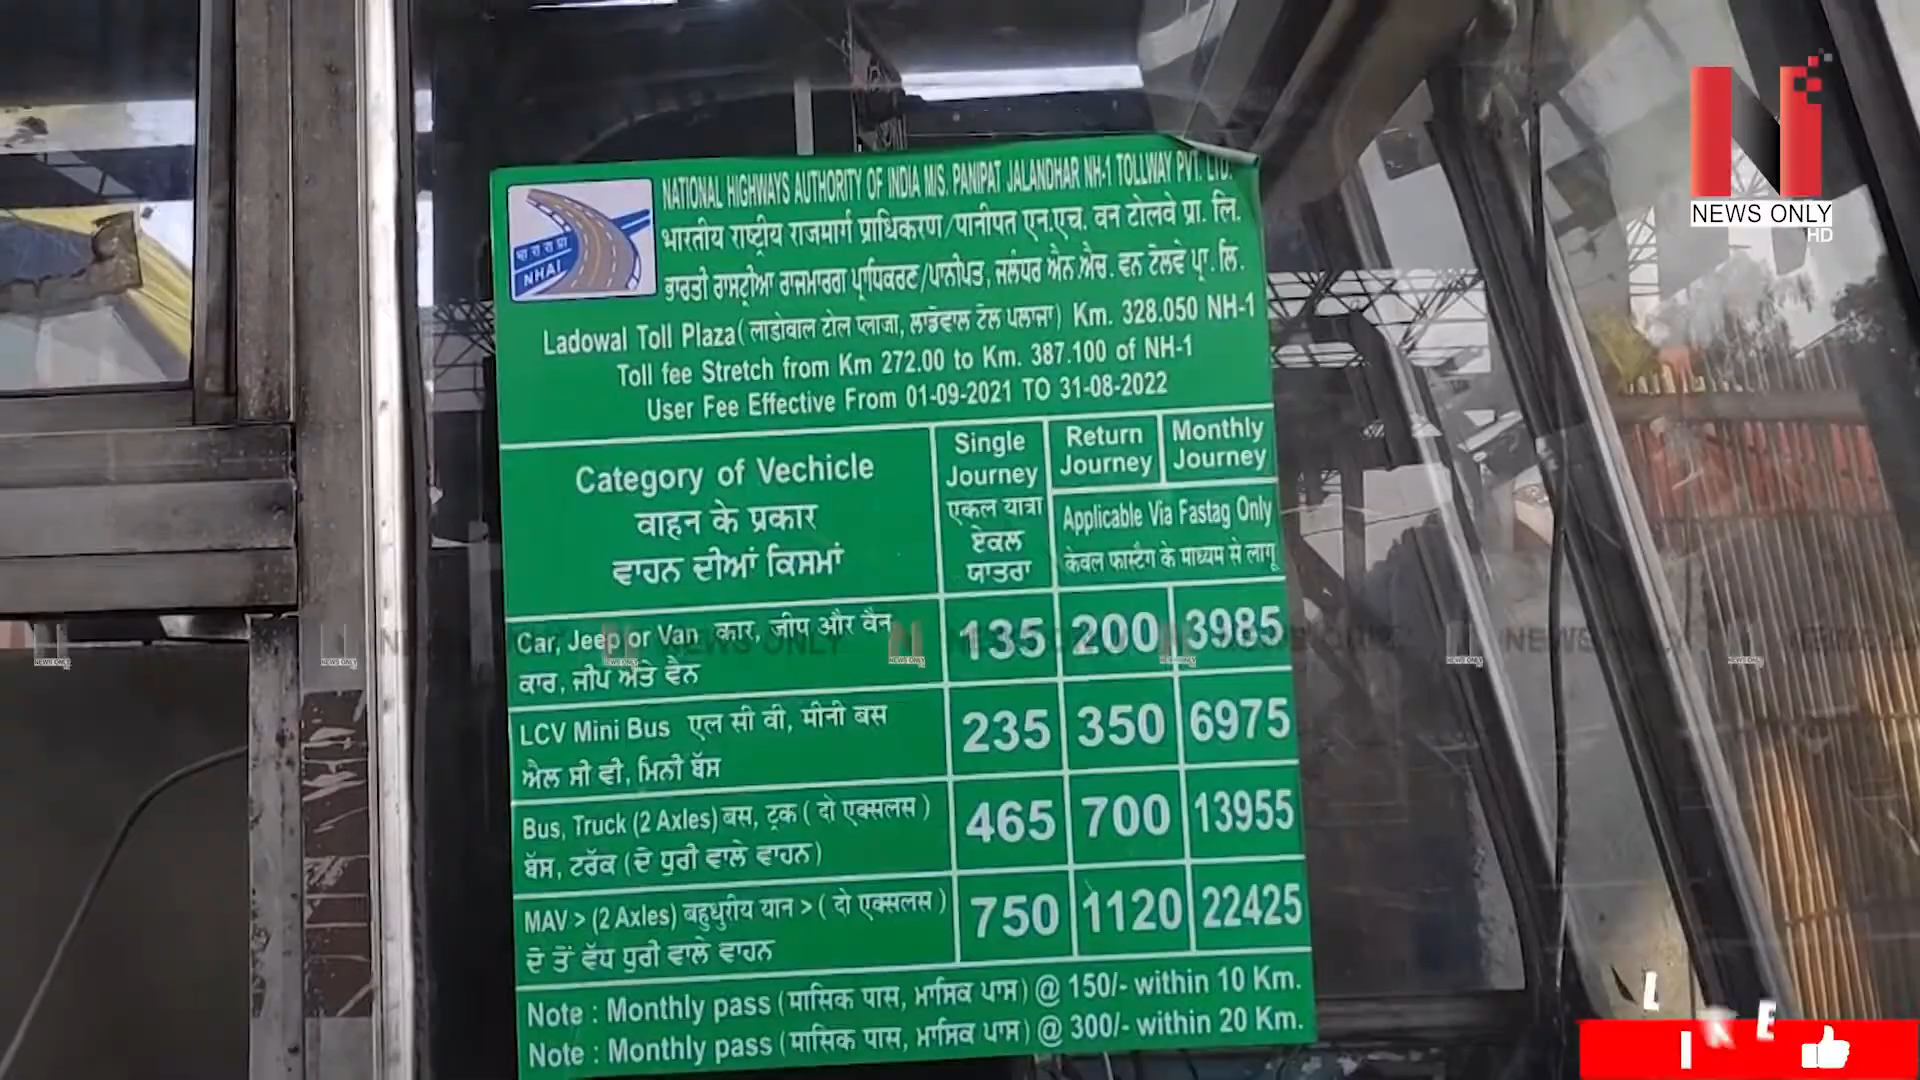 NEWS ONLY
HD
भा रा रा प्रा
NHAI
NATIONAL HIGHWAYS AUTHORITY OF INDIA M/S. PANIPAT JALANDHAR NH-1 TOLLWAY PVT. LTD.
भारतीय राष्ट्रीय राजमार्ग प्राधिकरण/पानीपत एन.एच. वन टोलवे प्रा. लि.
ਭਾਰਤੀ ਰਾਸਟ੍ਰੀਆ ਰਾਜਮਾਰਗ ਪ੍ਰਾਧਿਕਰਣ/ਪਾਨੀਪਤ, ਜਲੰਧਰ ਐਨ.ਐਚ. ਵਨ ਟੋਲਵੇ ਪ੍ਰਾ. ਲਿ.
Ladowal Toll Plaza( लाडोवाल टोल प्लाजा, ਲਾਡੋਵਾਲ ਟੋਲ ਪਲਾਜਾ) Km. 328.050 NH-1
Toll fee Stretch from Km 272.00 to Km. 387.100 of NH-1
User Fee Effective From 01-09-2021 TO 31-08-2022
Category of Vechicle
वाहन के प्रकार
ਵਾਹਨ ਦੀਆਂ ਕਿਸਮਾਂ
Single Journey
एकल यात्रा
ਏਕਲ ਯਾਤਰਾ
Return Journey
Monthly Journey
Applicable Via Fastag Only
केवल फास्टैग के माध्यम से लागू
Car, Jeep or Van कार, जीप और वैन 135 200 3985
ਕਾਰ, ਜੀਪ ਅਤੇ ਵੈਨ
LCV Mini Bus एल सी वी, मीनी बस 235 350 6975
ਐਲ ਸੀ ਵੀ, ਮਿਨੀ ਬੱਸ
Bus, Truck (2 Axles) बस, ट्रक ( दो एक्सलस ) 465 700 13955
ਬੱਸ, ਟਰੱਕ (ਦੋ ਧੁਰੀ ਵਾਲੇ ਵਾਹਨ)
MAV > (2 Axles) बहुधुरीय यान > ( दो एक्सलस ) 750 1120 22425
ਦੋ ਤੋਂ ਵੱਧ ਧੁਰੀ ਵਾਲੇ ਵਾਹਨ
Note : Monthly pass (मासिक पास, ਮਾਸਿਕ ਪਾਸ) @ 150/- within 10 Km.
Note : Monthly pass (मासिक पास, ਮਾਸਿਕ ਪਾਸ) @ 300/- within 20 Km.
LIKE